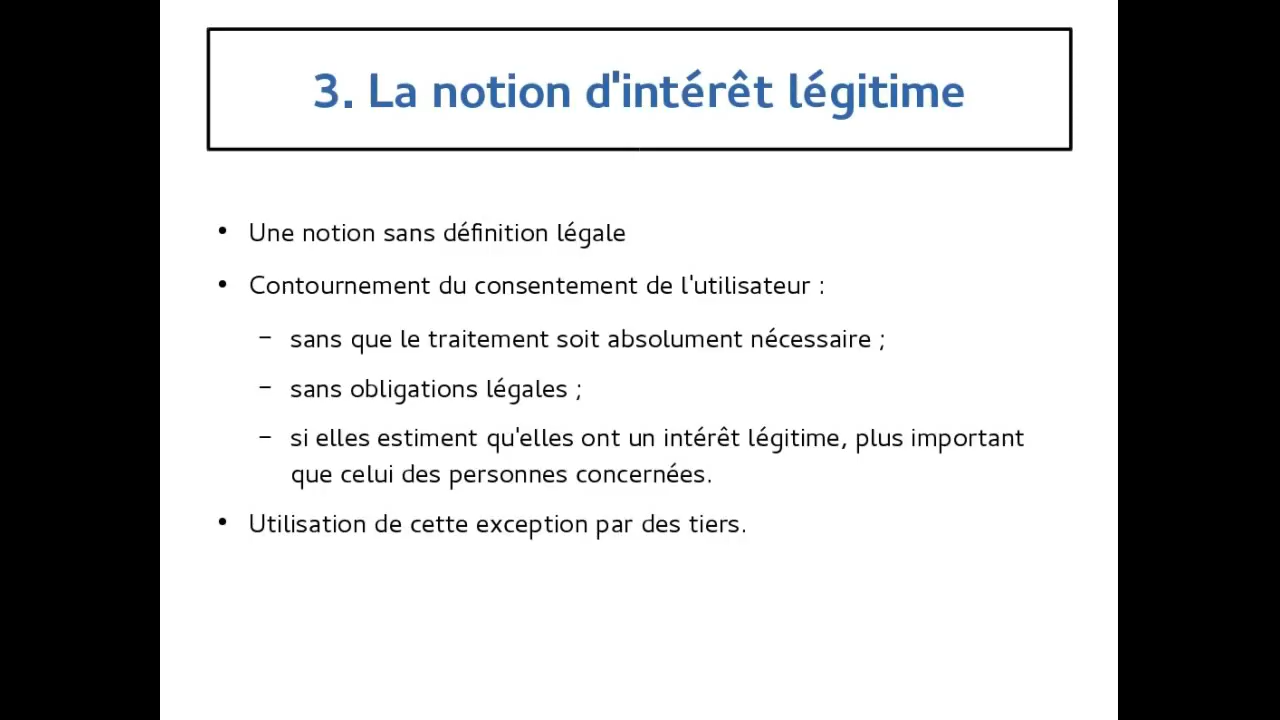 3. La notion d'intérêt légitime
• Une notion sans définition légale
• Contournement du consentement de l'utilisateur :
– sans que le traitement soit absolument nécessaire ;
– sans obligations légales ;
– si elles estiment qu'elles ont un intérêt légitime, plus important
que celui des personnes concernées.
• Utilisation de cette exception par des tiers.